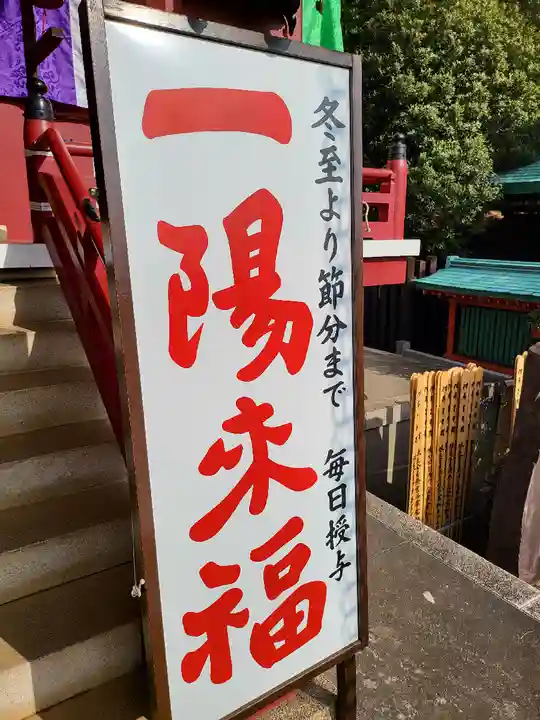 冬至より節分まで 毎日授与
一陽来福